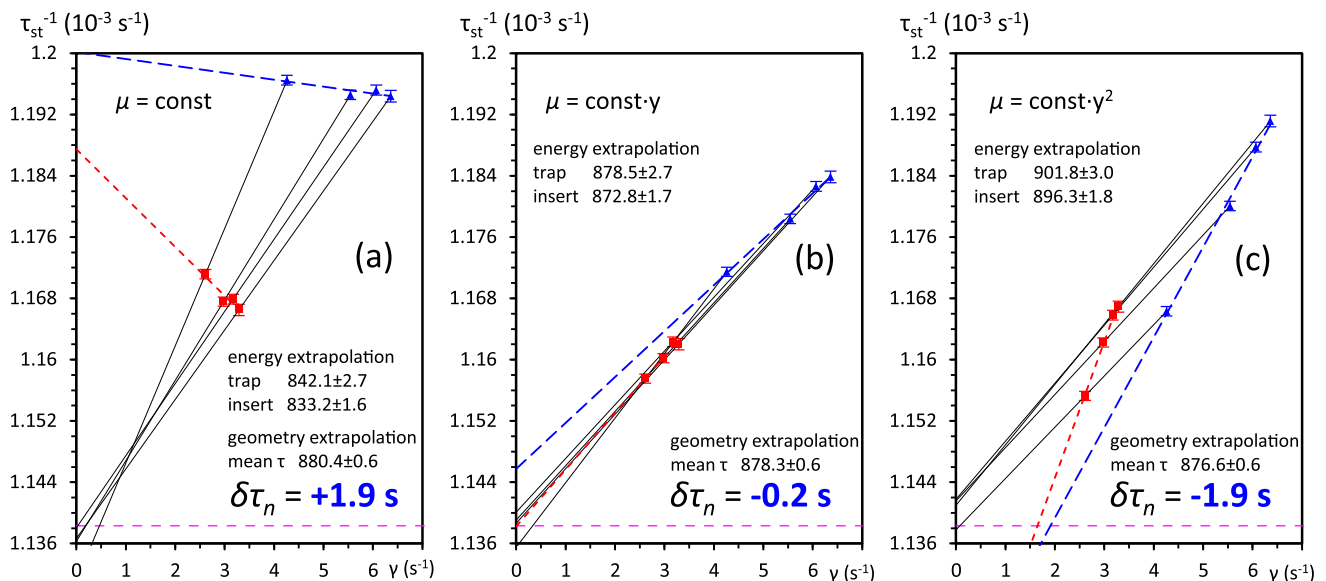 τst⁻¹ (10⁻³ s⁻¹)
1.2
1.192
1.184
1.176
1.168
1.16
1.152
1.144
1.136
0 1 2 3 4 5 6 γ (s⁻¹)
μ = const
(a)
energy extrapolation
trap 842.1±2.7
insert 833.2±1.6
geometry extrapolation
mean τ 880.4±0.6
δτn = +1.9 s
τst⁻¹ (10⁻³ s⁻¹)
1.2
1.192
1.184
1.176
1.168
1.16
1.152
1.144
1.136
0 1 2 3 4 5 6 γ (s⁻¹)
μ = const·y
energy extrapolation
trap 878.5±2.7
insert 872.8±1.7
(b)
geometry extrapolation
mean τ 878.3±0.6
δτn = -0.2 s
τst⁻¹ (10⁻³ s⁻¹)
1.2
1.192
1.184
1.176
1.168
1.16
1.152
1.144
1.136
0 1 2 3 4 5 6 γ (s⁻¹)
μ = const·y²
energy extrapolation
trap 901.8±3.0
insert 896.3±1.8
(c)
geometry extrapolation
mean τ 876.6±0.6
δτn = -1.9 s